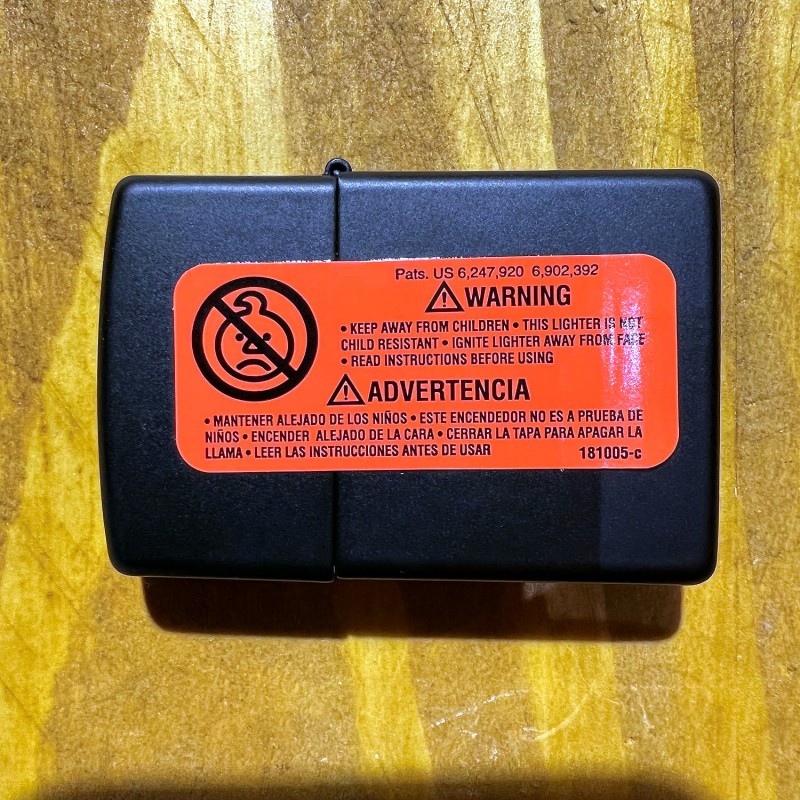 Pats. US 6,247,920 6,902,392
⚠WARNING
• KEEP AWAY FROM CHILDREN • THIS LIGHTER IS NOT
CHILD RESISTANT • IGNITE LIGHTER AWAY FROM FACE
• READ INSTRUCTIONS BEFORE USING
⚠ADVERTENCIA
• MANTENER ALEJADO DE LOS NIÑOS • ESTE ENCENDEDOR NO ES A PRUEBA DE
NIÑOS • ENCENDER ALEJADO DE LA CARA • CERRAR LA TAPA PARA APAGAR LA
LLAMA • LEER LAS INSTRUCCIONES ANTES DE USAR 181005-c